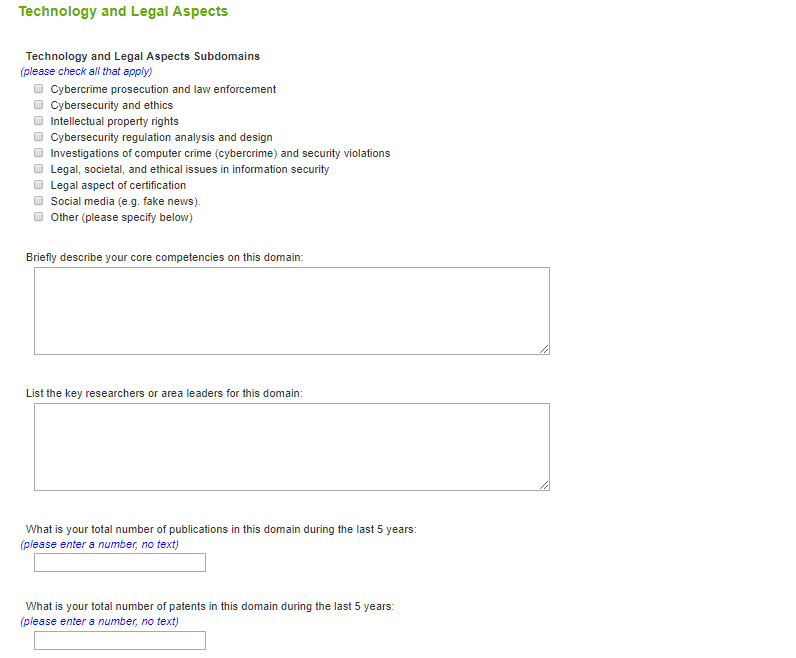 Technology and Legal Aspects
Technology and Legal Aspects Subdomains
(please check all that apply)
Cybercrime prosecution and law enforcement
Cybersecurity and ethics
Intellectual property rights
Cybersecurity regulation analysis and design
Investigations of computer crime (cybercrime) and security violations
Legal, societal, and ethical issues in information security
Legal aspect of certification
Social media (e.g. fake news).
Other (please specify below)
Briefly describe your core competencies on this domain:
List the key researchers or area leaders for this domain:
What is your total number of publications in this domain during the last 5 years:
(please enter a number, no text)
What is your total number of patents in this domain during the last 5 years:
(please enter a number, no text)